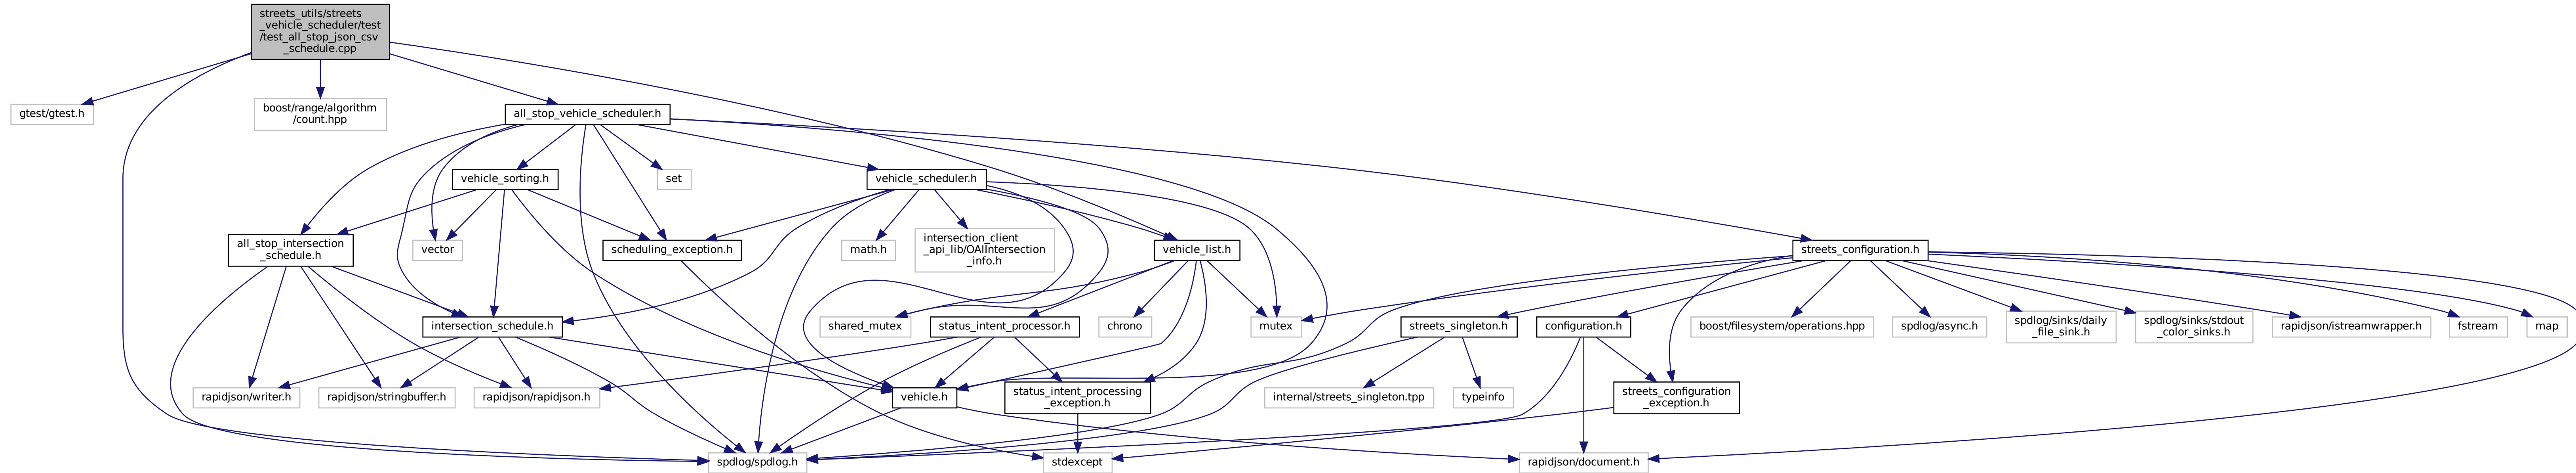 streets_utils/streets
_vehicle_scheduler/test
/test_all_stop_json_csv
_schedule.cpp
gtest/gtest.h
boost/range/algorithm
/count.hpp
all_stop_vehicle_scheduler.h
vehicle_sorting.h
set
vehicle_scheduler.h
all_stop_intersection
_schedule.h
vector
scheduling_exception.h
math.h
intersection_client
_api_lib/OAIIntersection
_info.h
vehicle_list.h
streets_configuration.h
intersection_schedule.h
shared_mutex
status_intent_processor.h
chrono
mutex
streets_singleton.h
configuration.h
boost/filesystem/operations.hpp
spdlog/async.h
spdlog/sinks/daily
_file_sink.h
spdlog/sinks/stdout
_color_sinks.h
rapidjson/istreamwrapper.h
fstream
map
rapidjson/writer.h
rapidjson/stringbuffer.h
rapidjson/rapidjson.h
vehicle.h
status_intent_processing
_exception.h
internal/streets_singleton.tpp
typeinfo
streets_configuration
_exception.h
spdlog/spdlog.h
stdexcept
rapidjson/document.h